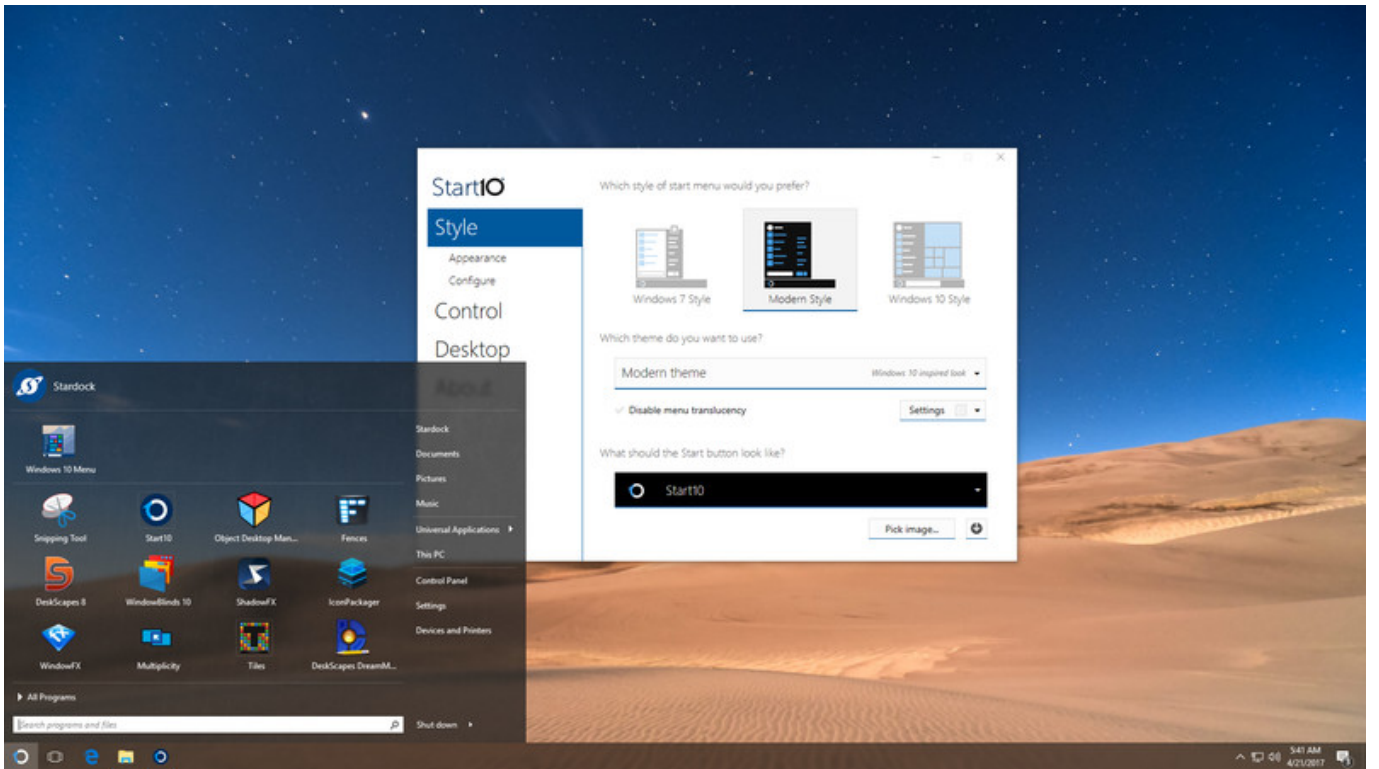 Start10
Which style of start menu would you prefer?
Style
Appearance
Configure
Control
Desktop
About
Windows 7 Style
Modern Style
Windows 10 Style
Which theme do you want to use?
Modern theme
Windows 10 inspired look
Disable menu translucency
Settings
What should the Start button look like?
Start10
Pick image...
Stardock
Windows 10 Menu
Snipping Tool
Start10
Object Desktop Man...
Fences
DeskScapes 8
WindowBlinds 10
ShadowFX
IconPackager
WindowFX
Multiplicity
Tiles
DeskScapes DreamM...
All Programs
Search programs and files
Stardock
Documents
Pictures
Music
Universal Applications
This PC
Control Panel
Settings
Devices and Printers
Shut down
5:41 AM
4/21/2017